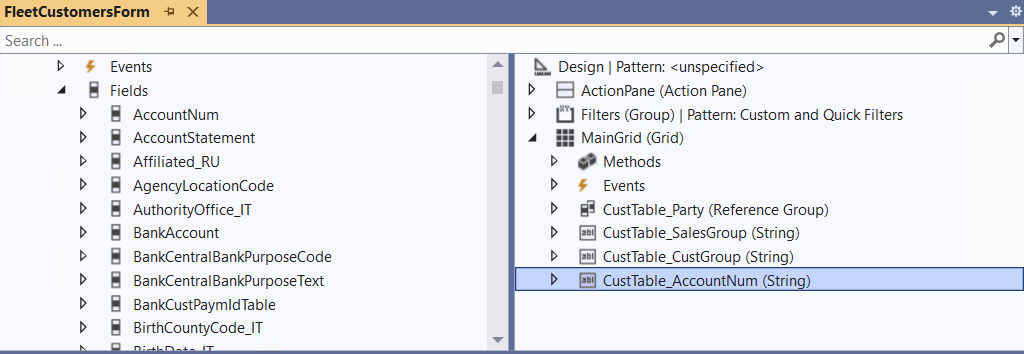 FleetCustomersForm
Search ...
Events
Fields
AccountNum
AccountStatement
Affiliated_RU
AgencyLocationCode
AuthorityOffice_IT
BankAccount
BankCentralBankPurposeCode
BankCentralBankPurposeText
BankCustPaymIdTable
BirthCountyCode_IT
BirthDate_IT
Design | Pattern: <unspecified>
ActionPane (Action Pane)
Filters (Group) | Pattern: Custom and Quick Filters
MainGrid (Grid)
Methods
Events
CustTable_Party (Reference Group)
CustTable_SalesGroup (String)
CustTable_CustGroup (String)
CustTable_AccountNum (String)